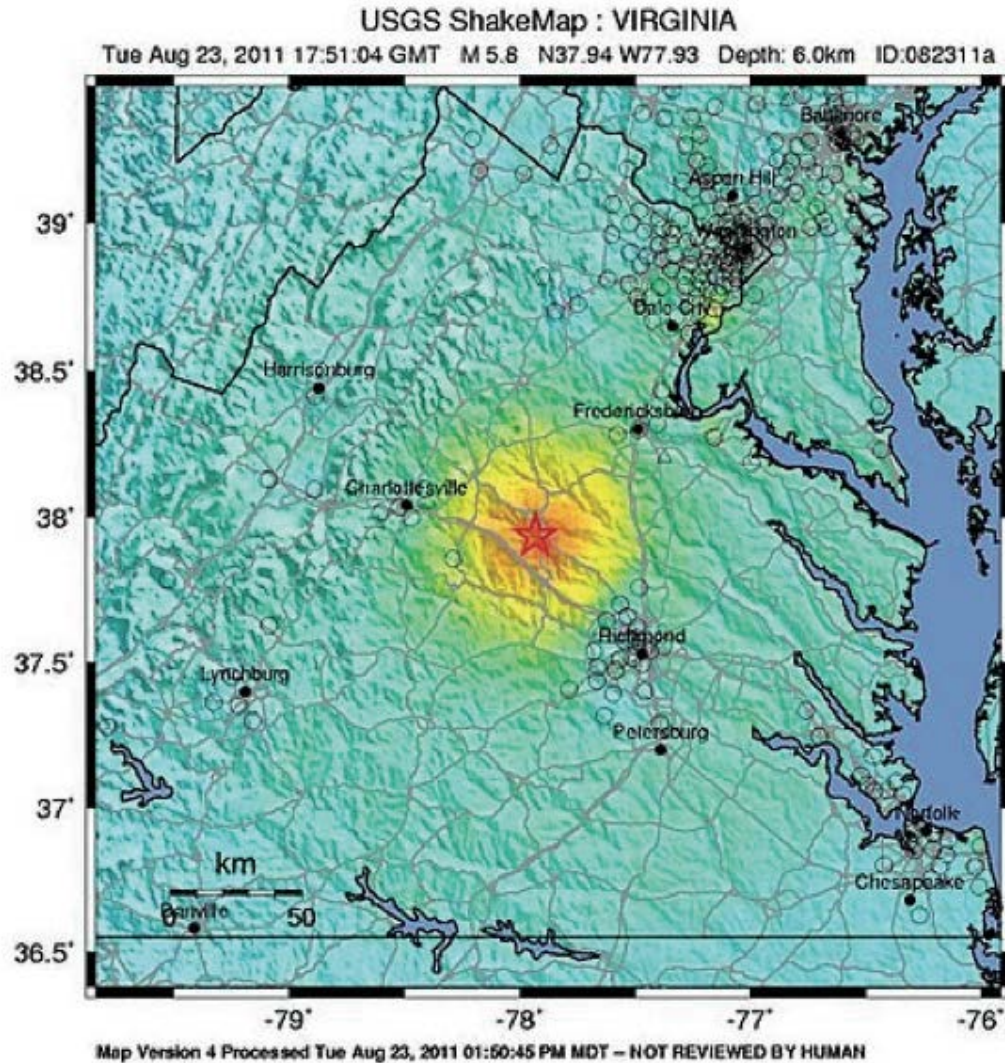 USGS ShakeMap : VIRGINIA
Tue Aug 23, 2011 17:51:04 GMT M 5.8 N37.94 W77.93 Depth: 6.0km ID:082311a
Baltimore
Aspen Hill
39°
Washington
Dale City
38.5°
Harrisonburg
Fredericksburg
Charlottesville
38°
Richmond
37.5°
Lynchburg
Petersburg
37°
Norfolk
km
Chesapeake
0 50
Danville
36.5°
-79° -78° -77° -76°
Map Version 4 Processed Tue Aug 23, 2011 01:50:45 PM MDT – NOT REVIEWED BY HUMAN